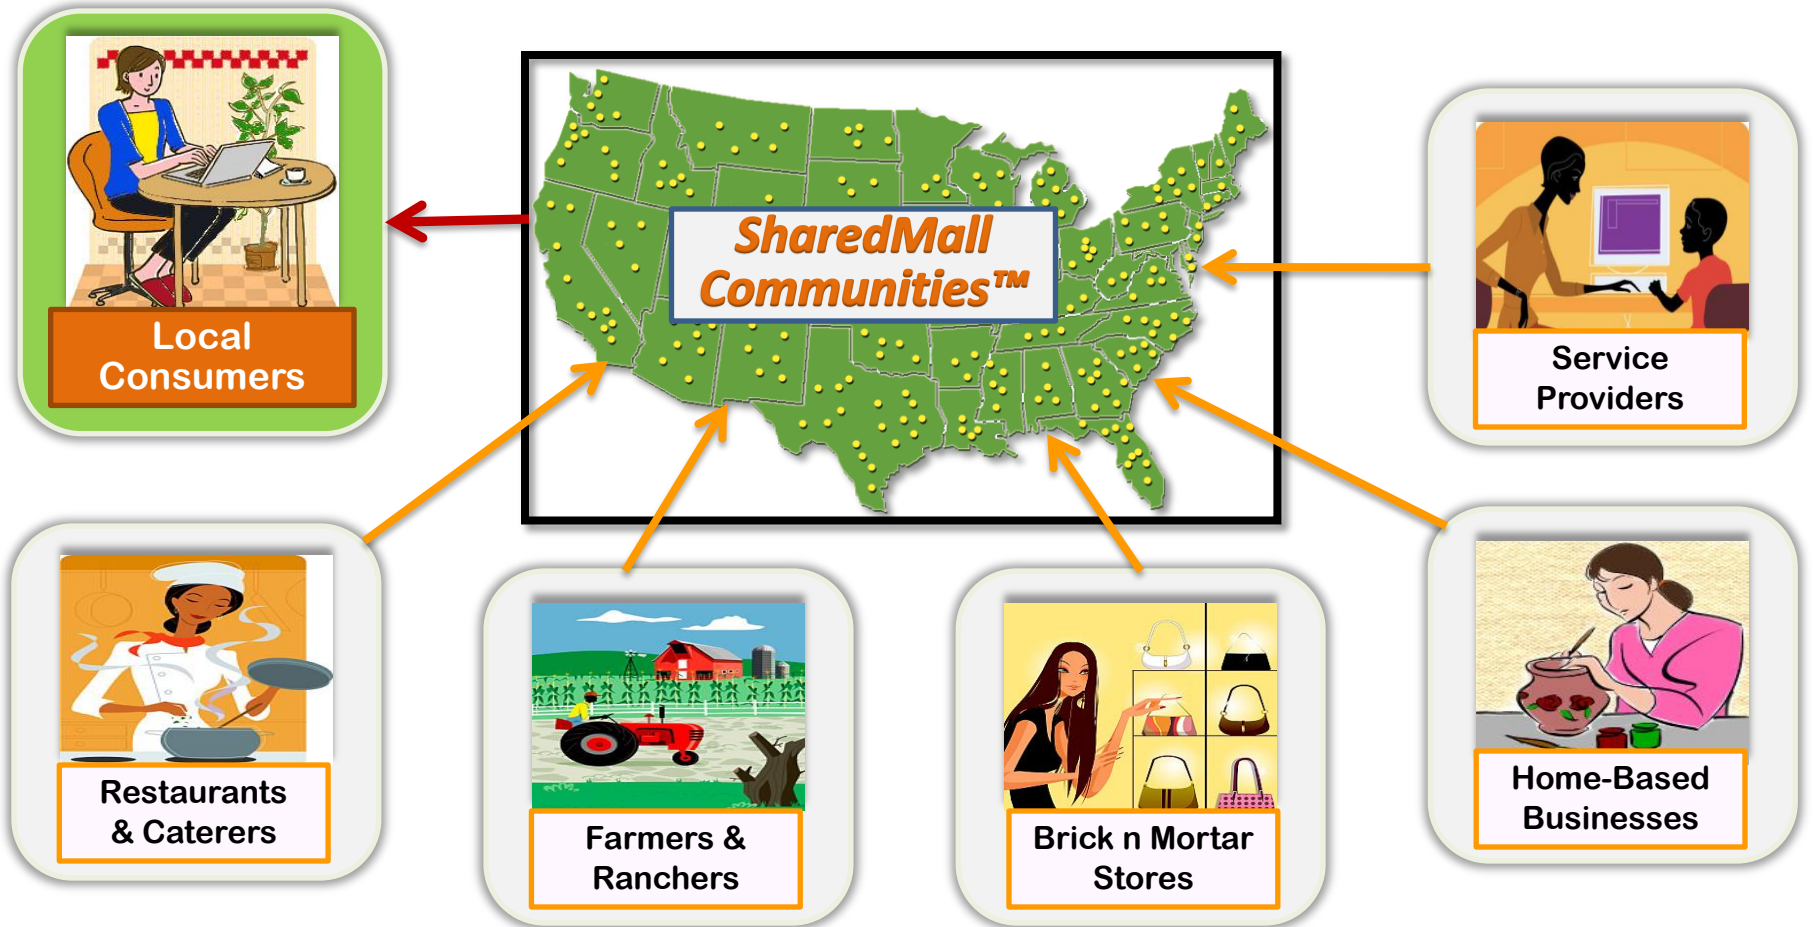 SharedMall
Communities™
Local
Consumers
Service
Providers
Restaurants
& Caterers
Farmers &
Ranchers
Brick n Mortar
Stores
Home-Based
Businesses